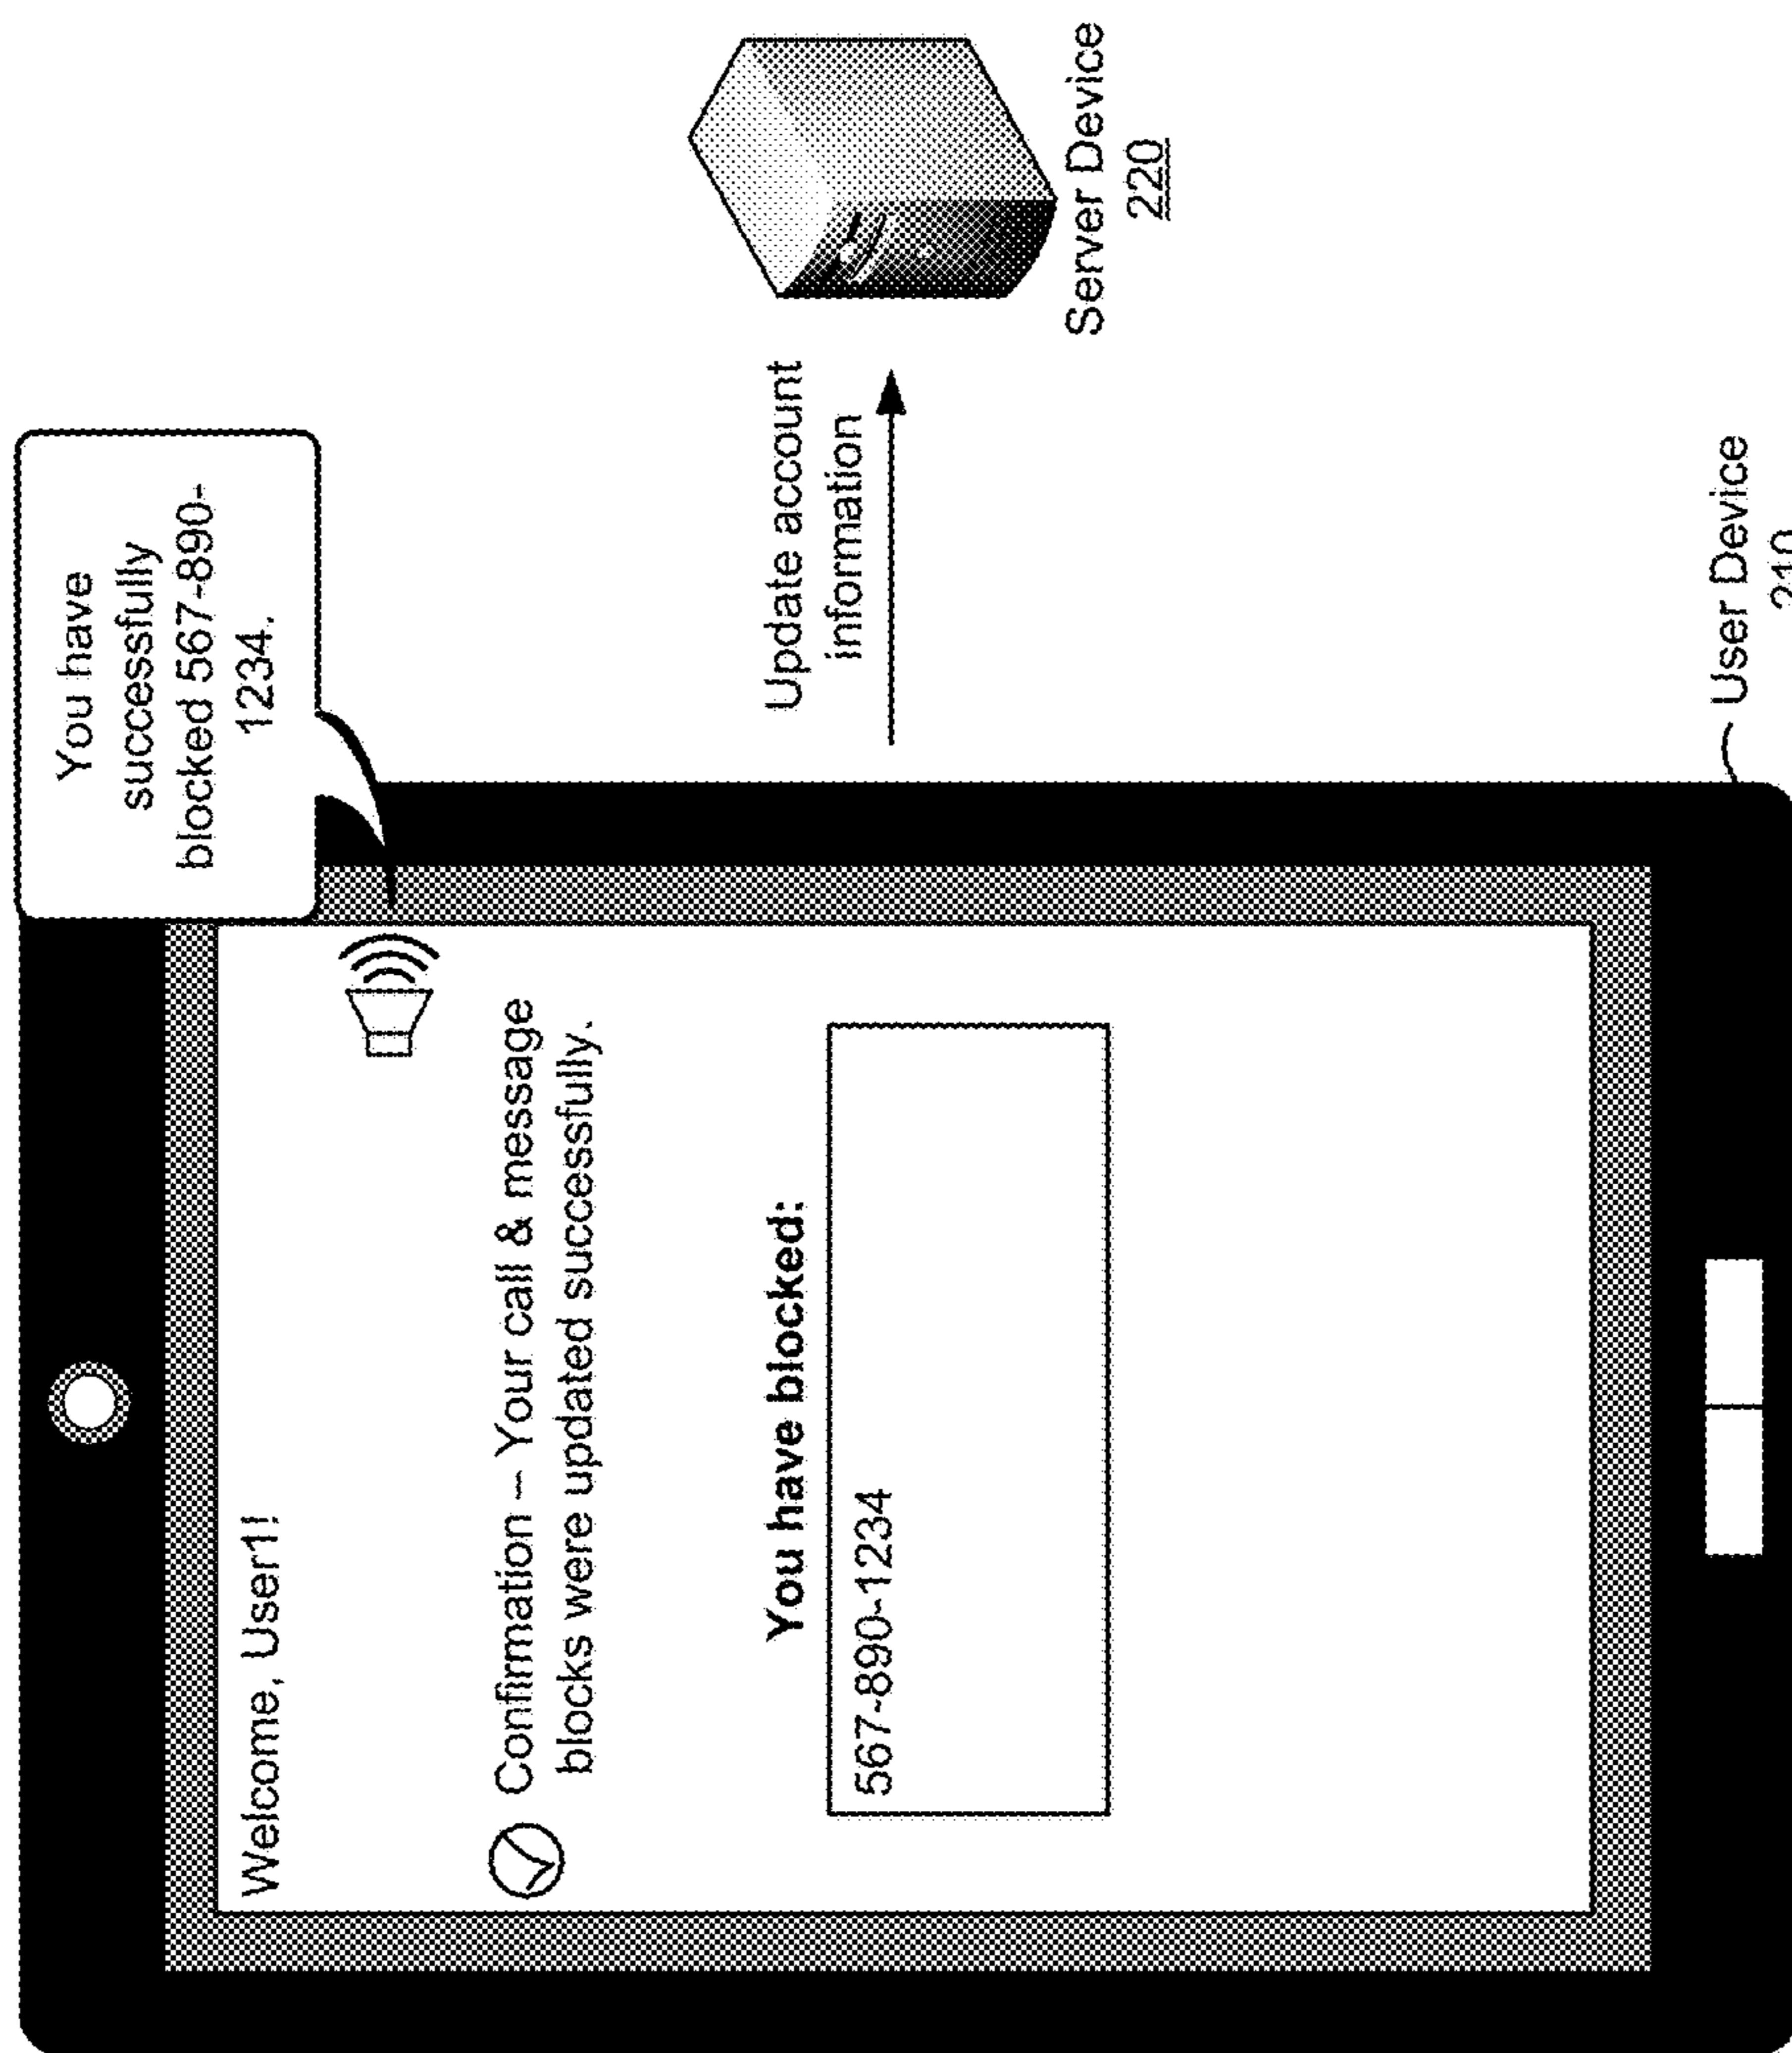 You have
successfully
blocked 567-890-
1234.
Welcome, User1!
Confirmation – Your call & message
blocks were updated successfully.
You have blocked:
567-890-1234
Update account
information
Server Device
220
User Device
210